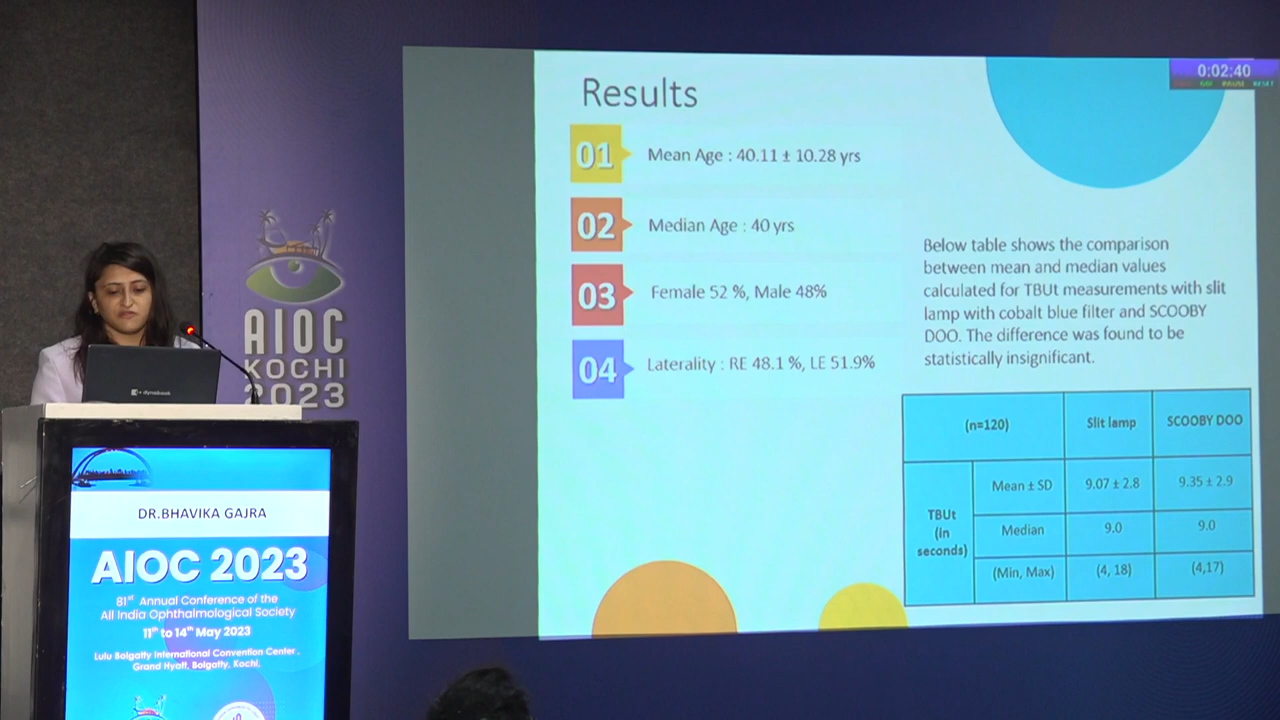 Results
01 Mean Age : 40.11 ± 10.28 yrs
02 Median Age : 40 yrs
03 Female 52 %, Male 48%
04 Laterality : RE 48.1 %, LE 51.9%
0:02:40
Below table shows the comparison
between mean and median values
calculated for TBUt measurements with slit
lamp with cobalt blue filter and SCOOBY
DOO. The difference was found to be
statistically insignificant.
(n=120) Slit lamp SCOOBY DOO
TBUt
(in
seconds)
Mean ± SD 9.07 ± 2.8 9.35 ± 2.9
Median 9.0 9.0
(Min, Max) (4, 18) (4,17)
AIOC
KOCHI
2023
dynabook
DR.BHAVIKA GAJRA
AIOC 2023
81st Annual Conference of the
All India Ophthalmological Society
11th to 14th May 2023
Lulu Bolgatty International Convention Center,
Grand Hyatt, Bolgatty, Kochi,